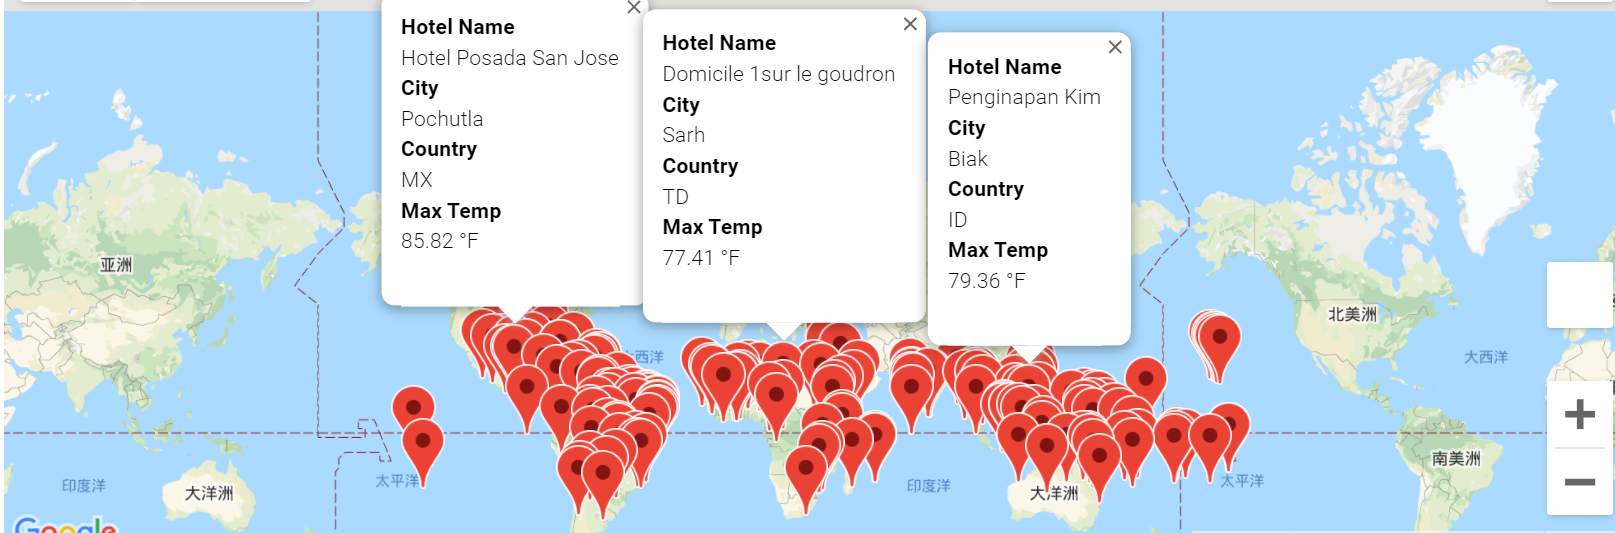 Hotel Name
Hotel Posada San Jose
City
Pochutla
Country
MX
Max Temp
85.82 °F
Hotel Name
Domicile 1sur le goudron
City
Sarh
Country
TD
Max Temp
77.41 °F
Hotel Name
Penginapan Kim
City
Biak
Country
ID
Max Temp
79.36 °F
亚洲
北美洲
大西洋
西洋
南美洲
印度洋
大洋洲
太平洋
印度洋
大洋洲
太平洋
Google